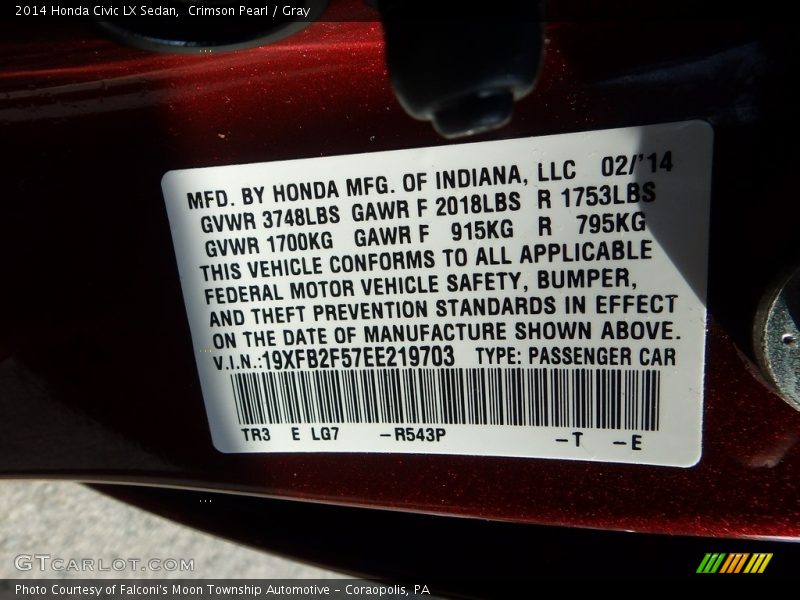 2014 Honda Civic LX Sedan,  Crimson Pearl / Gray
MFD. BY HONDA MFG. OF INDIANA, LLC 02/'14
GVWR 3748LBS GAWR F 2018LBS R 1753LBS
GVWR 1700KG GAWR F 915KG R 795KG
THIS VEHICLE CONFORMS TO ALL APPLICABLE
FEDERAL MOTOR VEHICLE SAFETY, BUMPER,
AND THEFT PREVENTION STANDARDS IN EFFECT
ON THE DATE OF MANUFACTURE SHOWN ABOVE.
V.I.N.:19XFB2F57EE219703 TYPE: PASSENGER CAR
TR3 E LG7 –R543P –T –E
GTCARLOT.COM
Photo Courtesy of Falconi's Moon Township Automotive – Coraopolis, PA